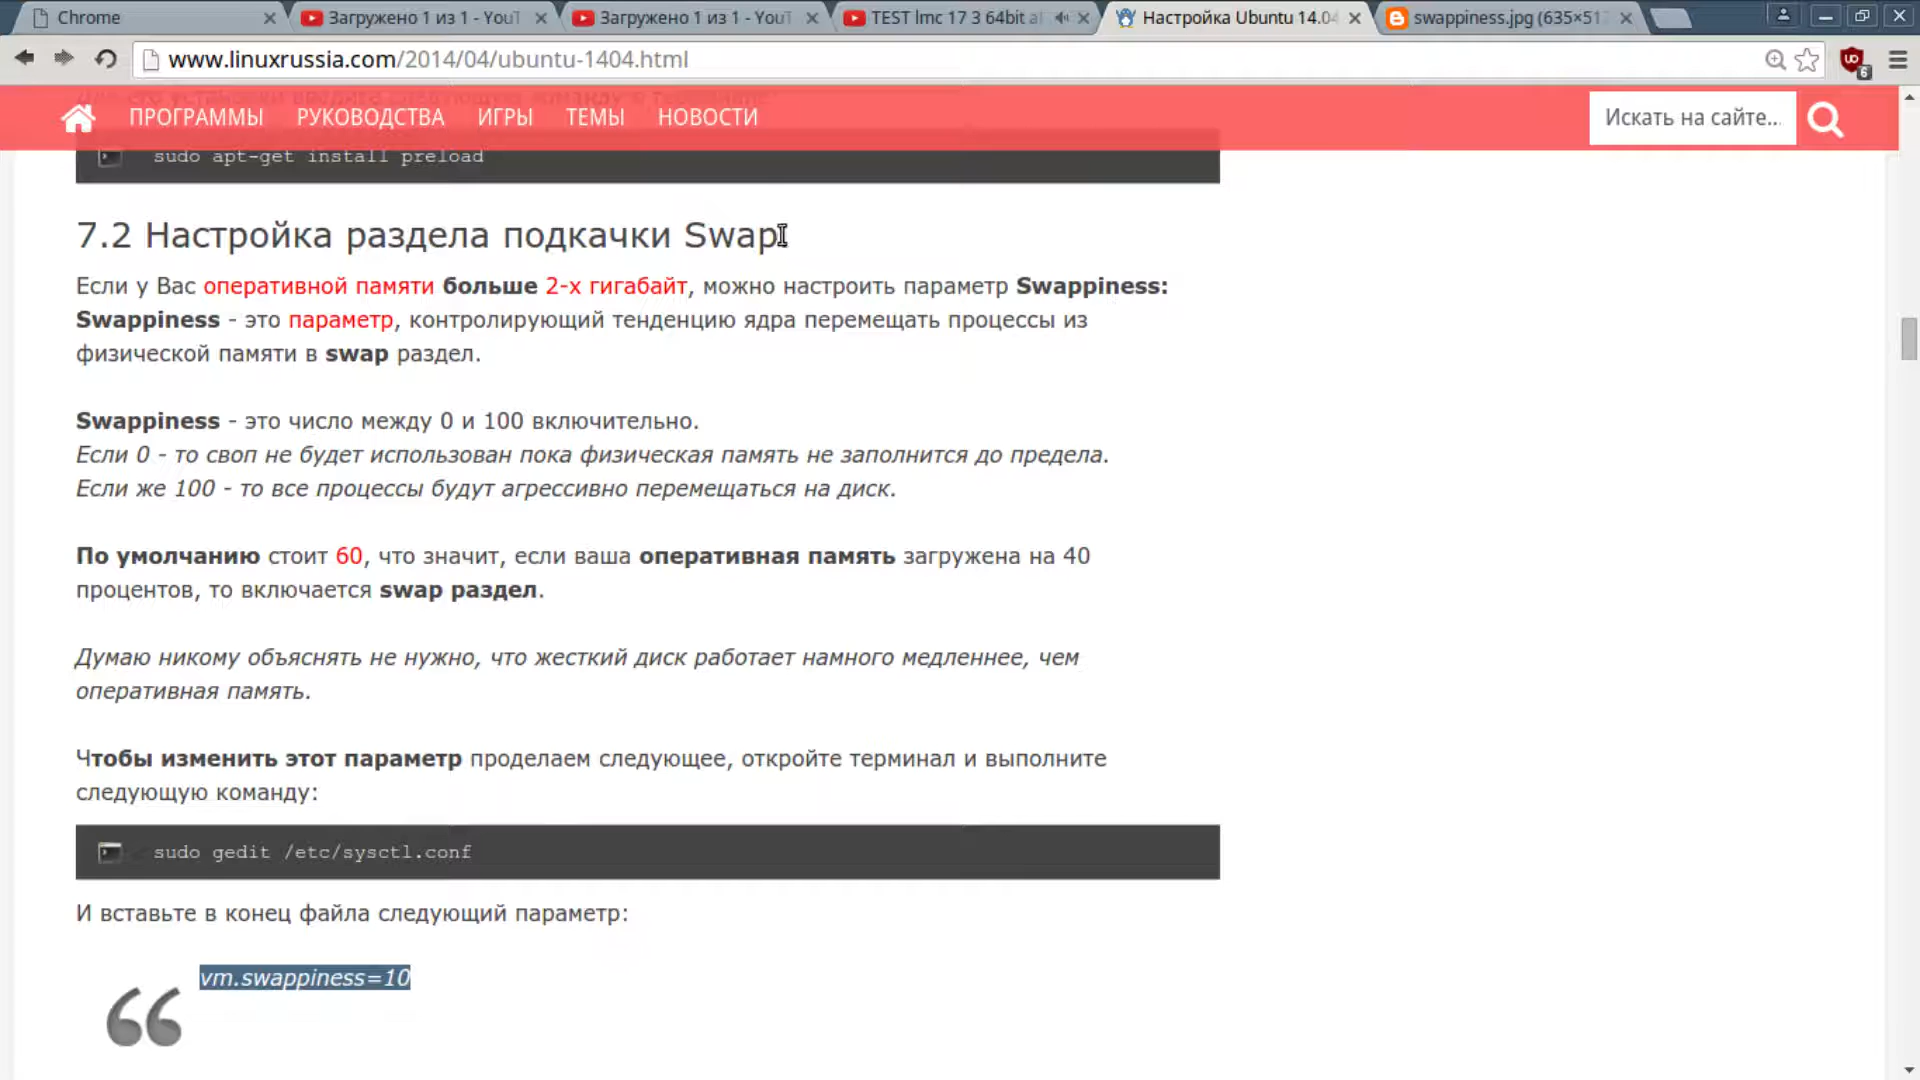 Chrome
Загружено 1 из 1 - YouT
Загружено 1 из 1 - YouT
TEST lmc 17 3 64bit al
Настройка Ubuntu 14.04
swappiness.jpg (635×517
www.linuxrussia.com/2014/04/ubuntu-1404.html
6
ПРОГРАММЫ
РУКОВОДСТВА
ИГРЫ
ТЕМЫ
НОВОСТИ
Искать на сайте...
sudo apt-get install preload
7.2 Настройка раздела подкачки Swap
Если у Вас оперативной памяти больше 2-х гигабайт, можно настроить параметр Swappiness:
Swappiness - это параметр, контролирующий тенденцию ядра перемещать процессы из
физической памяти в swap раздел.
Swappiness - это число между 0 и 100 включительно.
Если 0 - то своп не будет использован пока физическая память не заполнится до предела.
Если же 100 - то все процессы будут агрессивно перемещаться на диск.
По умолчанию стоит 60, что значит, если ваша оперативная память загружена на 40
процентов, то включается swap раздел.
Думаю никому объяснять не нужно, что жесткий диск работает намного медленнее, чем
оперативная память.
Чтобы изменить этот параметр проделаем следующее, откройте терминал и выполните
следующую команду:
sudo gedit /etc/sysctl.conf
И вставьте в конец файла следующий параметр:
vm.swappiness=10